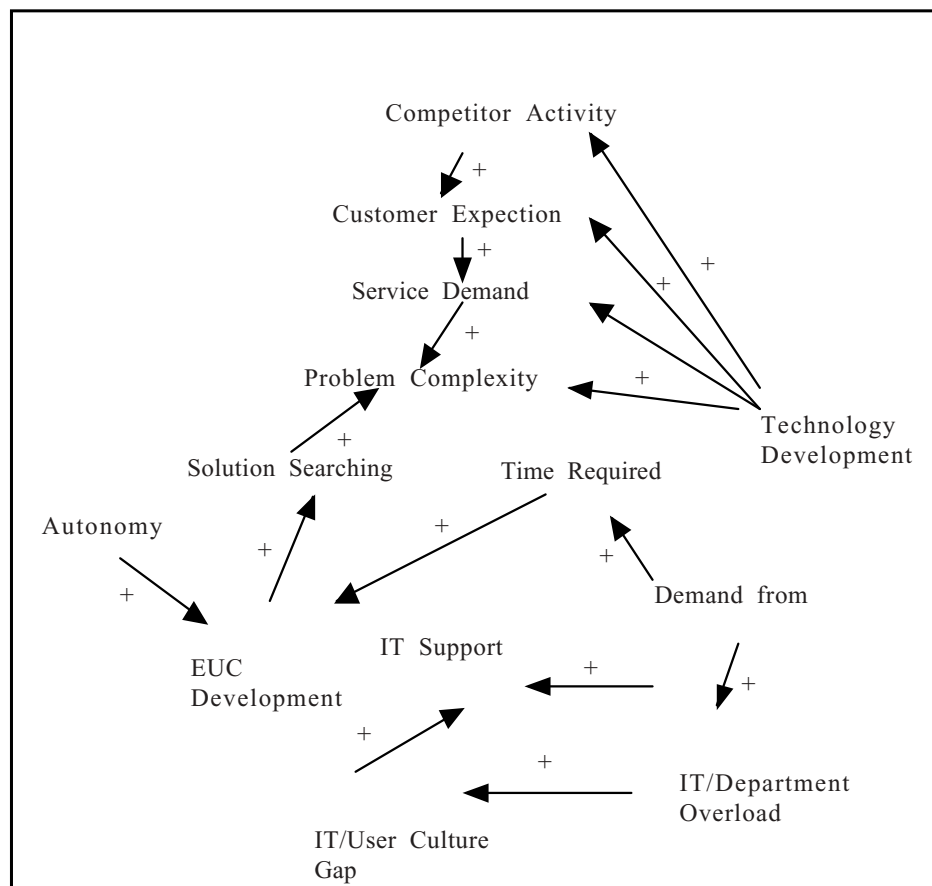 Competitor Activity
+
Customer Expection
+
+
Service Demand
+
+
Problem Complexity
+
Technology
Development
+
Solution Searching
Time Required
Autonomy
+
+
+
+
Demand from
IT Support
EUC
Development
+
+
+
+
IT/Department
Overload
IT/User Culture
Gap